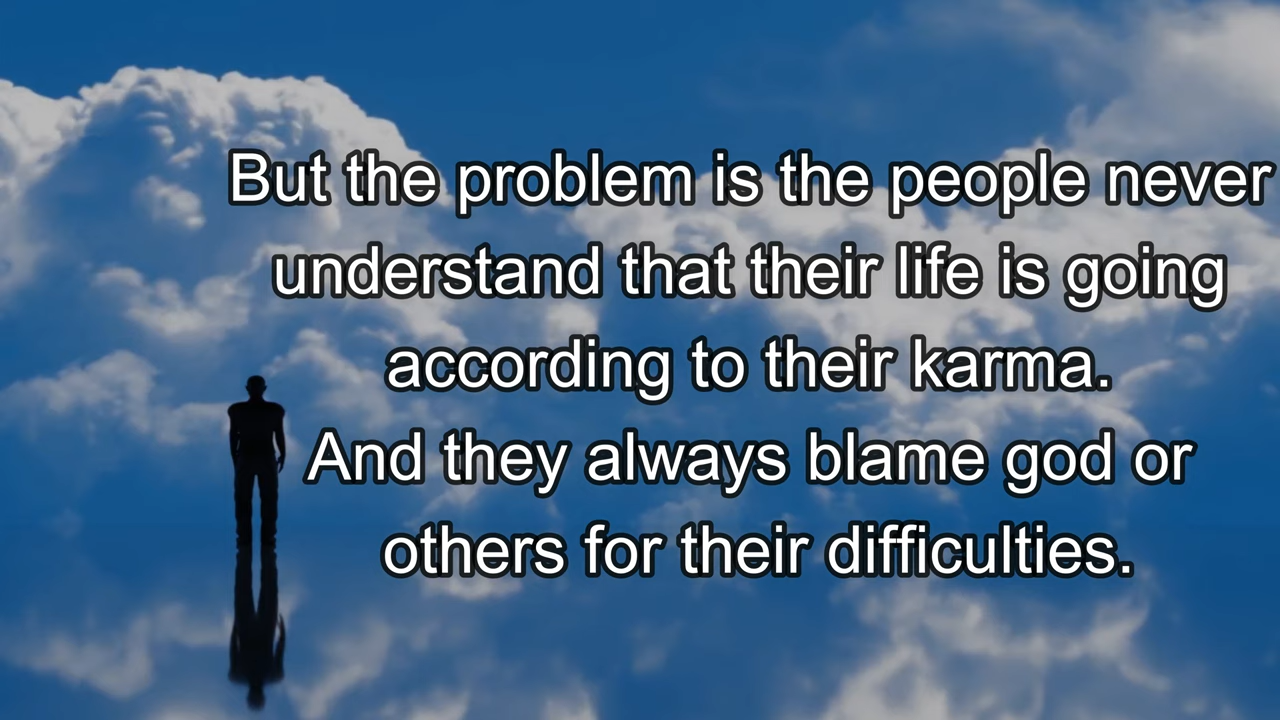 But the problem is the people never
understand that their life is going
according to their karma.
And they always blame god or
others for their difficulties.